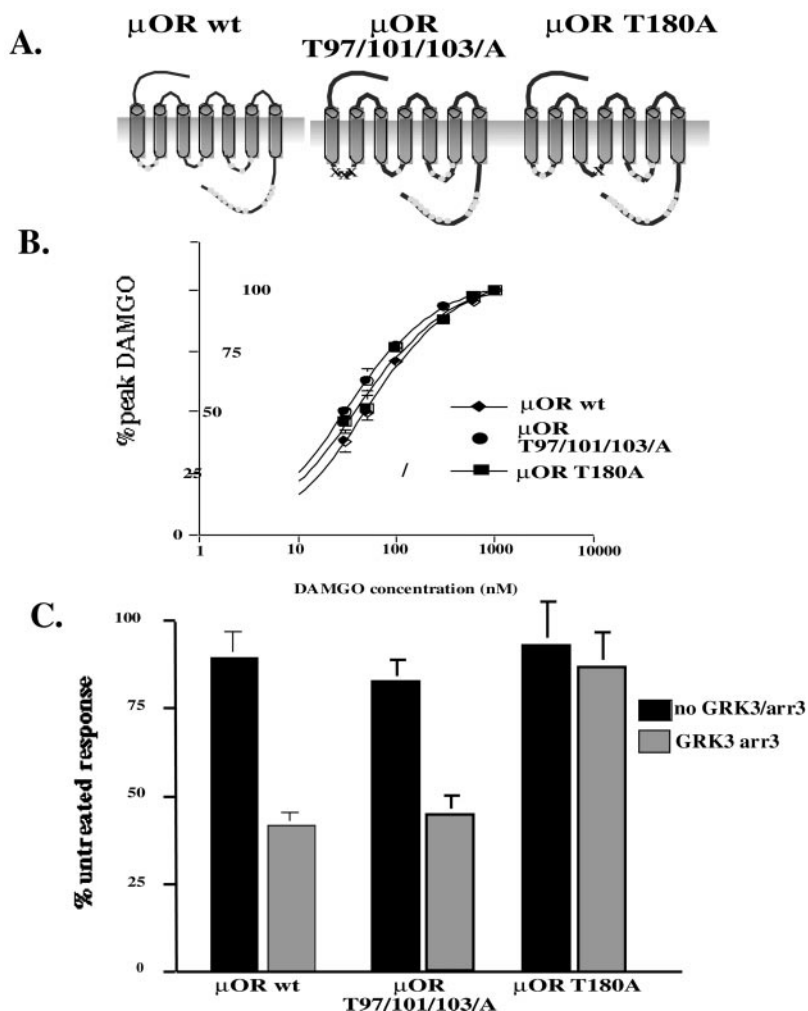 A.
μOR wt
μOR
T97/101/103/A
μOR T180A
X X X
X
B.
%peak DAMGO
100
75
50
25
0
1
10
100
1000
10000
μOR wt
μOR
T97/101/103/A
μOR T180A
DAMGO concentration (nM)
C.
% untreated response
100
75
50
25
0
no GRK3/arr3
GRK3 arr3
μOR wt
μOR
T97/101/103/A
μOR T180A